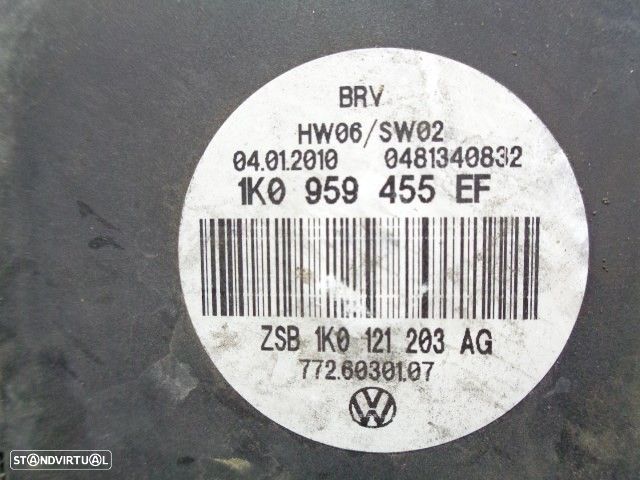 BRV
HW06/SW02
04.01.2010 0481340832
1K0 959 455 EF
ZSB 1K0 121 203 AG
772.60301.07
STANDVIRTUAL